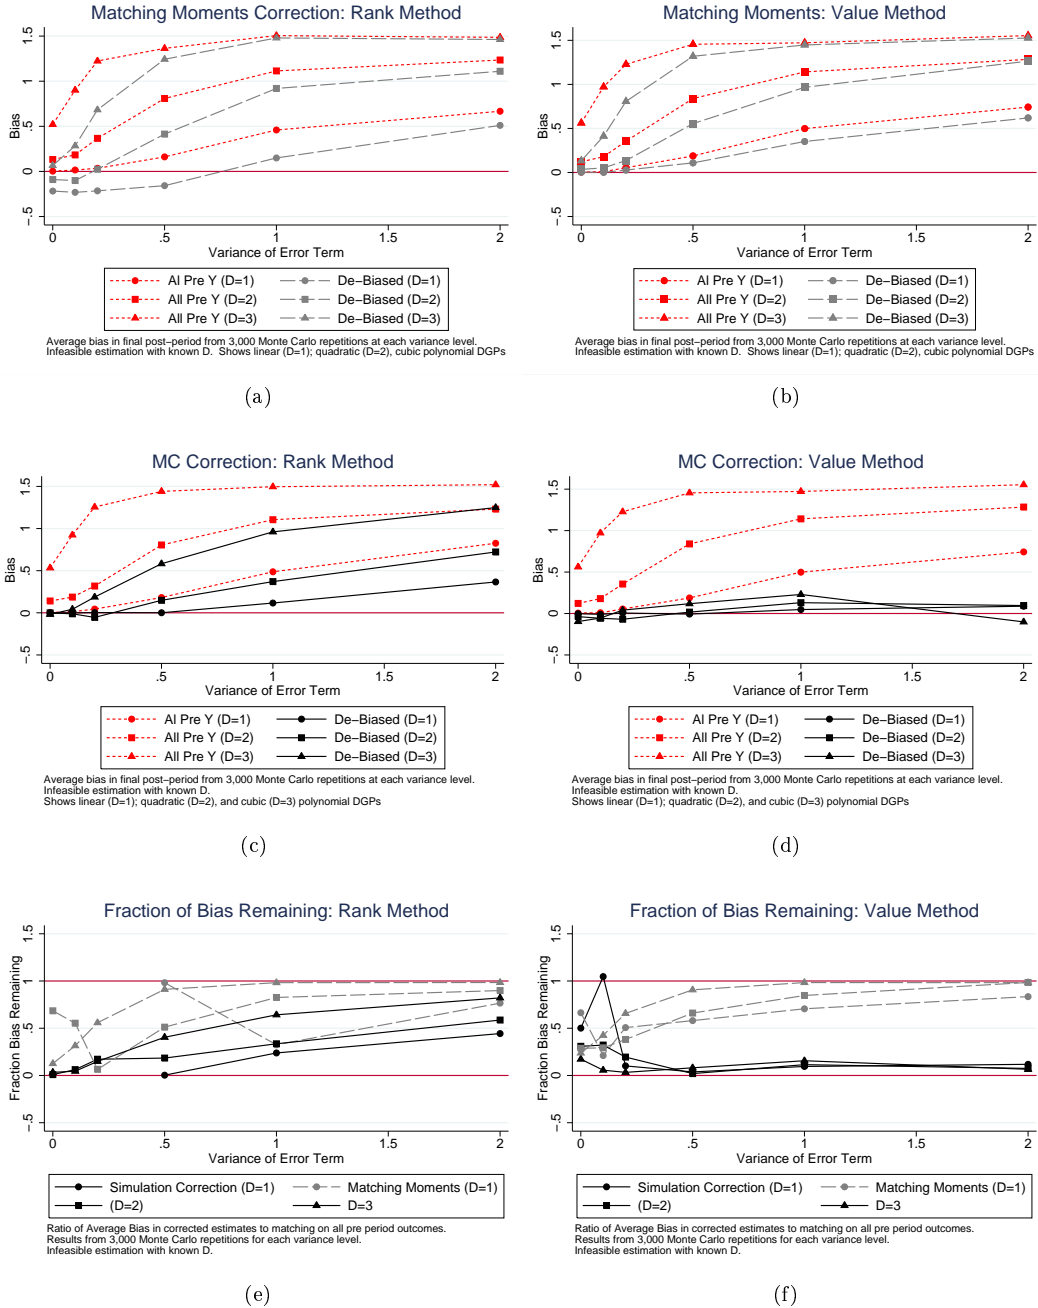 Matching Moments Correction: Rank Method
Bias
1.5
1
.5
0
−.5
0
.5
1
1.5
2
Variance of Error Term
Al Pre Y (D=1)
De−Biased (D=1)
All Pre Y (D=2)
De−Biased (D=2)
All Pre Y (D=3)
De−Biased (D=3)
Average bias in final post−period from 3,000 Monte Carlo repetitions at each variance level.
Infeasible estimation with known D.  Shows linear (D=1); quadratic (D=2), cubic polynomial DGPs
(a)
Matching Moments: Value Method
Bias
1.5
1
.5
0
−.5
0
.5
1
1.5
2
Variance of Error Term
Al Pre Y (D=1)
De−Biased (D=1)
All Pre Y (D=2)
De−Biased (D=2)
All Pre Y (D=3)
De−Biased (D=3)
Average bias in final post−period from 3,000 Monte Carlo repetitions at each variance level.
Infeasible estimation with known D.  Shows linear (D=1); quadratic (D=2), cubic polynomial DGPs
(b)
MC Correction: Rank Method
Bias
1.5
1
.5
0
−.5
0
.5
1
1.5
2
Variance of Error Term
Al Pre Y (D=1)
De−Biased (D=1)
All Pre Y (D=2)
De−Biased (D=2)
All Pre Y (D=3)
De−Biased (D=3)
Average bias in final post−period from 3,000 Monte Carlo repetitions at each variance level.
Infeasible estimation with known D.
Shows linear (D=1); quadratic (D=2), and cubic (D=3) polynomial DGPs
(c)
MC Correction: Value Method
Bias
1.5
1
.5
0
−.5
0
.5
1
1.5
2
Variance of Error Term
Al Pre Y (D=1)
De−Biased (D=1)
All Pre Y (D=2)
De−Biased (D=2)
All Pre Y (D=3)
De−Biased (D=3)
Average bias in final post−period from 3,000 Monte Carlo repetitions at each variance level.
Infeasible estimation with known D.
Shows linear (D=1); quadratic (D=2), and cubic (D=3) polynomial DGPs
(d)
Fraction of Bias Remaining: Rank Method
Fraction Bias Remaining
1.5
1
.5
0
−.5
0
.5
1
1.5
2
Variance of Error Term
Simulation Correction (D=1)
Matching Moments (D=1)
(D=2)
D=3
Ratio of Average Bias in corrected estimates to matching on all pre period outcomes.
Results from 3,000 Monte Carlo repetitions for each variance level.
Infeasible estimation with known D.
(e)
Fraction of Bias Remaining: Value Method
Fraction Bias Remaining
1.5
1
.5
0
−.5
0
.5
1
1.5
2
Variance of Error Term
Simulation Correction (D=1)
Matching Moments (D=1)
(D=2)
D=3
Ratio of Average Bias in corrected estimates to matching on all pre period outcomes.
Results from 3,000 Monte Carlo repetitions for each variance level.
Infeasible estimation with known D.
(f)